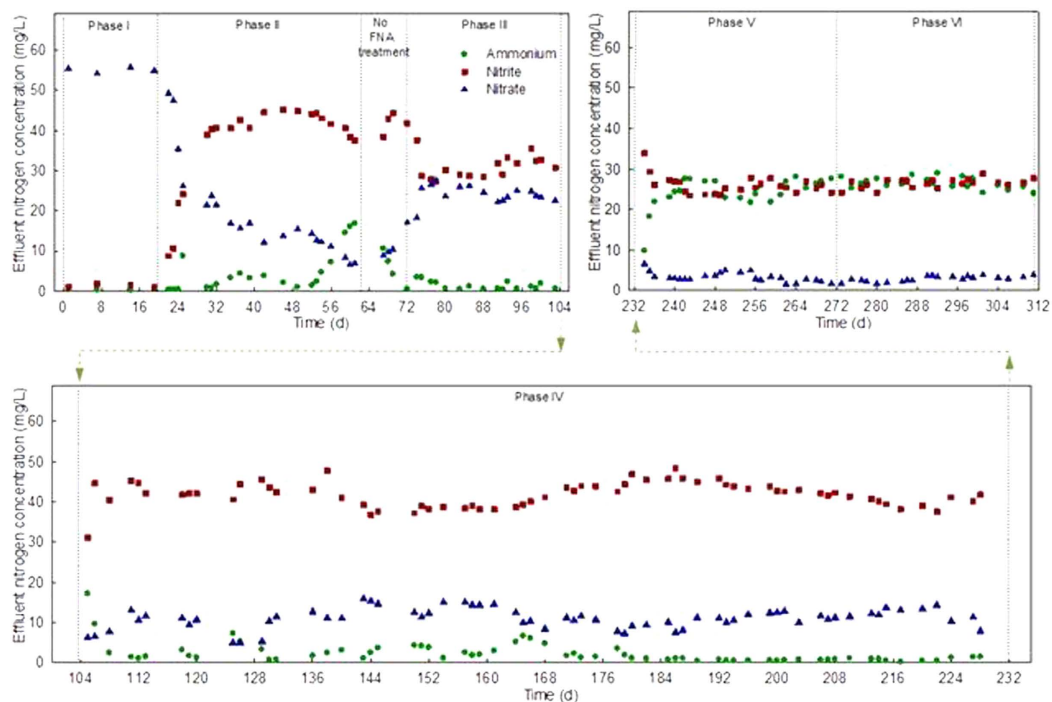 Phase I
Phase II
No
FNA
treatment
Phase III
Ammonium
Nitrite
Nitrate
Effluent nitrogen concentration (mg/L)
60
50
40
30
20
10
0
0 8 16 24 32 40 48 56 64 72 80 88 96 104
Time (d)
Phase V
Phase VI
Effluent nitrogen concentration (mg/L)
60
50
40
30
20
10
0
232 240 248 256 264 272 280 288 296 304 312
Time (d)
Phase IV
Effluent nitrogen concentration (mg/L)
60
50
40
30
20
10
0
104 112 120 128 136 144 152 160 168 176 184 192 200 208 216 224 232
Time (d)